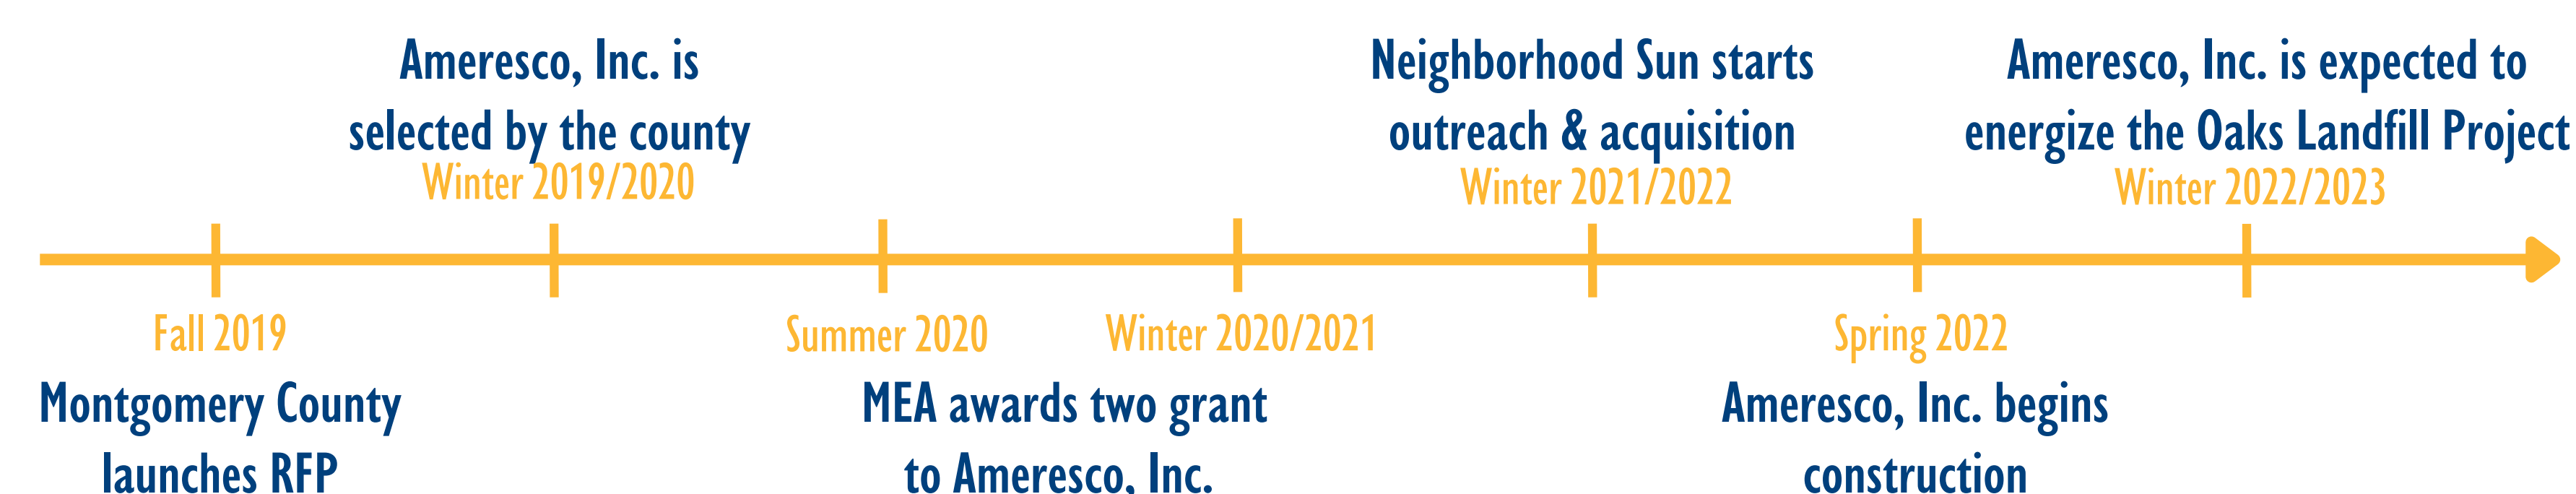 Ameresco, Inc. is
selected by the county
Winter 2019/2020
Neighborhood Sun starts
outreach & acquisition
Winter 2021/2022
Ameresco, Inc. is expected to
energize the Oaks Landfill Project
Winter 2022/2023
Fall 2019
Montgomery County
launches RFP
Summer 2020
Winter 2020/2021
MEA awards two grant
to Ameresco, Inc.
Spring 2022
Ameresco, Inc. begins
construction